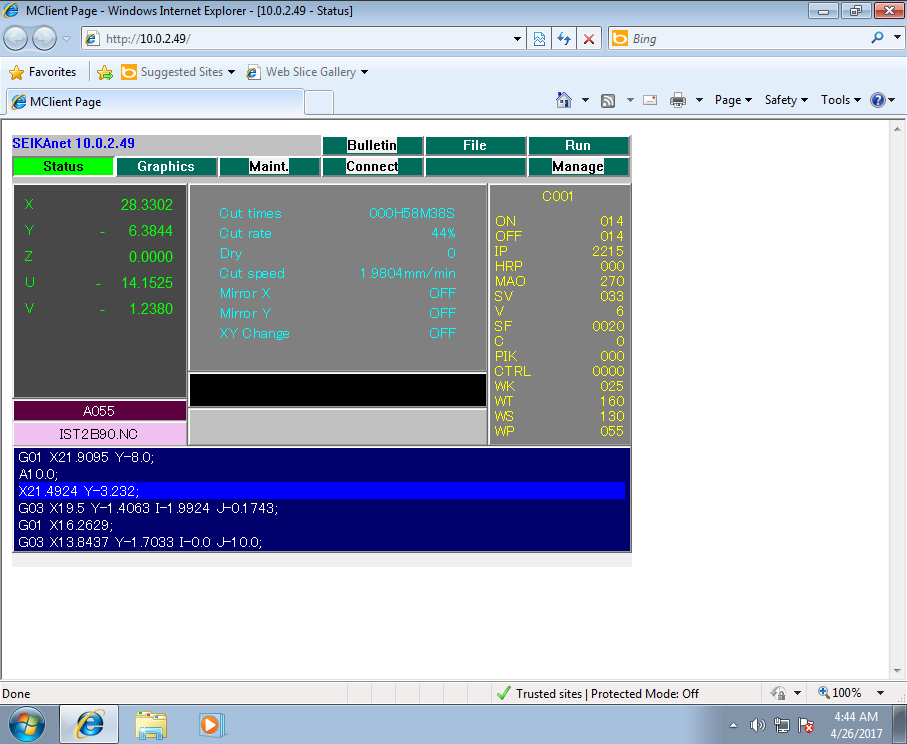 MClient Page - Windows Internet Explorer - [10.0.2.49 - Status]
http://10.0.2.49/
Bing
Favorites
Suggested Sites
Web Slice Gallery
MClient Page
Page
Safety
Tools
SEIKAnet 10.0.2.49
Bulletin
File
Run
Status
Graphics
Maint.
Connect
Manage
X 28.3302
Y - 6.3844
Z 0.0000
U - 14.1525
V - 1.2380
A055
IST2B90.NC
Cut times 000H58M38S
Cut rate 44%
Dry 0
Cut speed 1.9804mm/min
Mirror X OFF
Mirror Y OFF
XY Change OFF
C001
ON 014
OFF 014
IP 2215
HRP 000
MAO 270
SV 033
V 6
SF 0020
C 0
PIK 000
CTRL 0000
WK 025
WT 160
WS 130
WP 055
G01 X21.9095 Y-8.0;
A10.0;
X21.4924 Y-3.232;
G03 X19.5 Y-1.4063 I-1.9924 J-0.1743;
G01 X16.2629;
G03 X13.8437 Y-1.7033 I-0.0 J-10.0;
Done
Trusted sites | Protected Mode: Off
100%
4:44 AM
4/26/2017